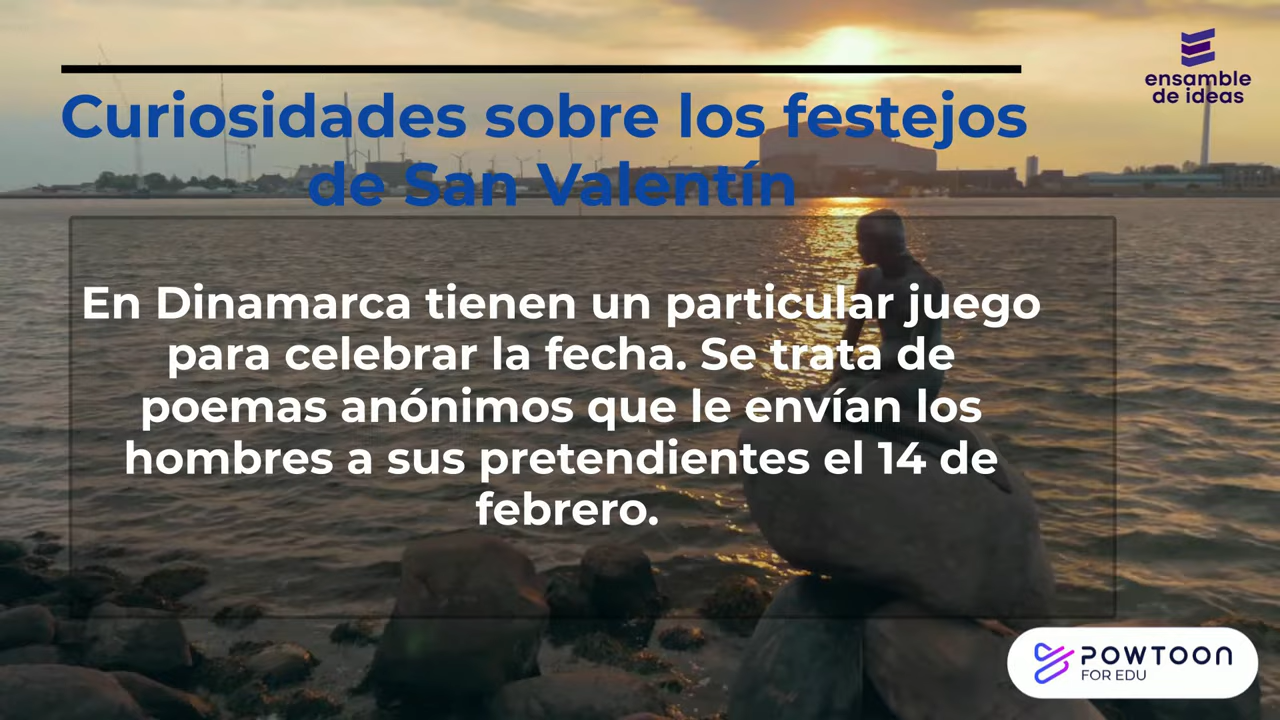 ensamble
de ideas
Curiosidades sobre los festejos
de San Valentín
En Dinamarca tienen un particular juego
para celebrar la fecha. Se trata de
poemas anónimos que le envían los
hombres a sus pretendientes el 14 de
febrero.
POWTOON
FOR EDU